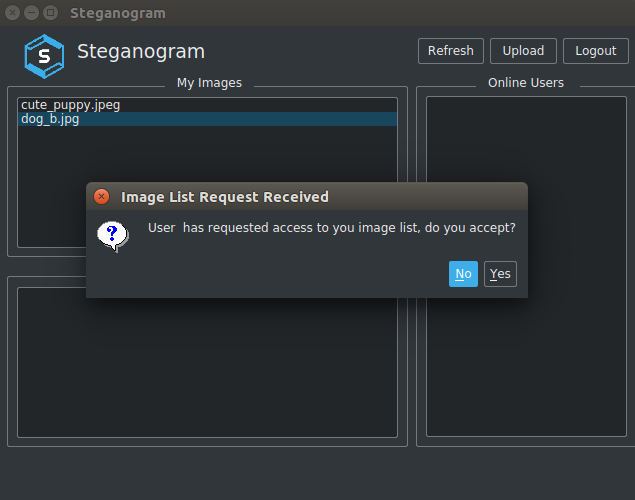 Steganogram
S
Steganogram
Refresh
Upload
Logout
My Images
Online Users
cute_puppy.jpeg
dog_b.jpg
Image List Request Received
?
User  has requested access to you image list, do you accept?
No
Yes